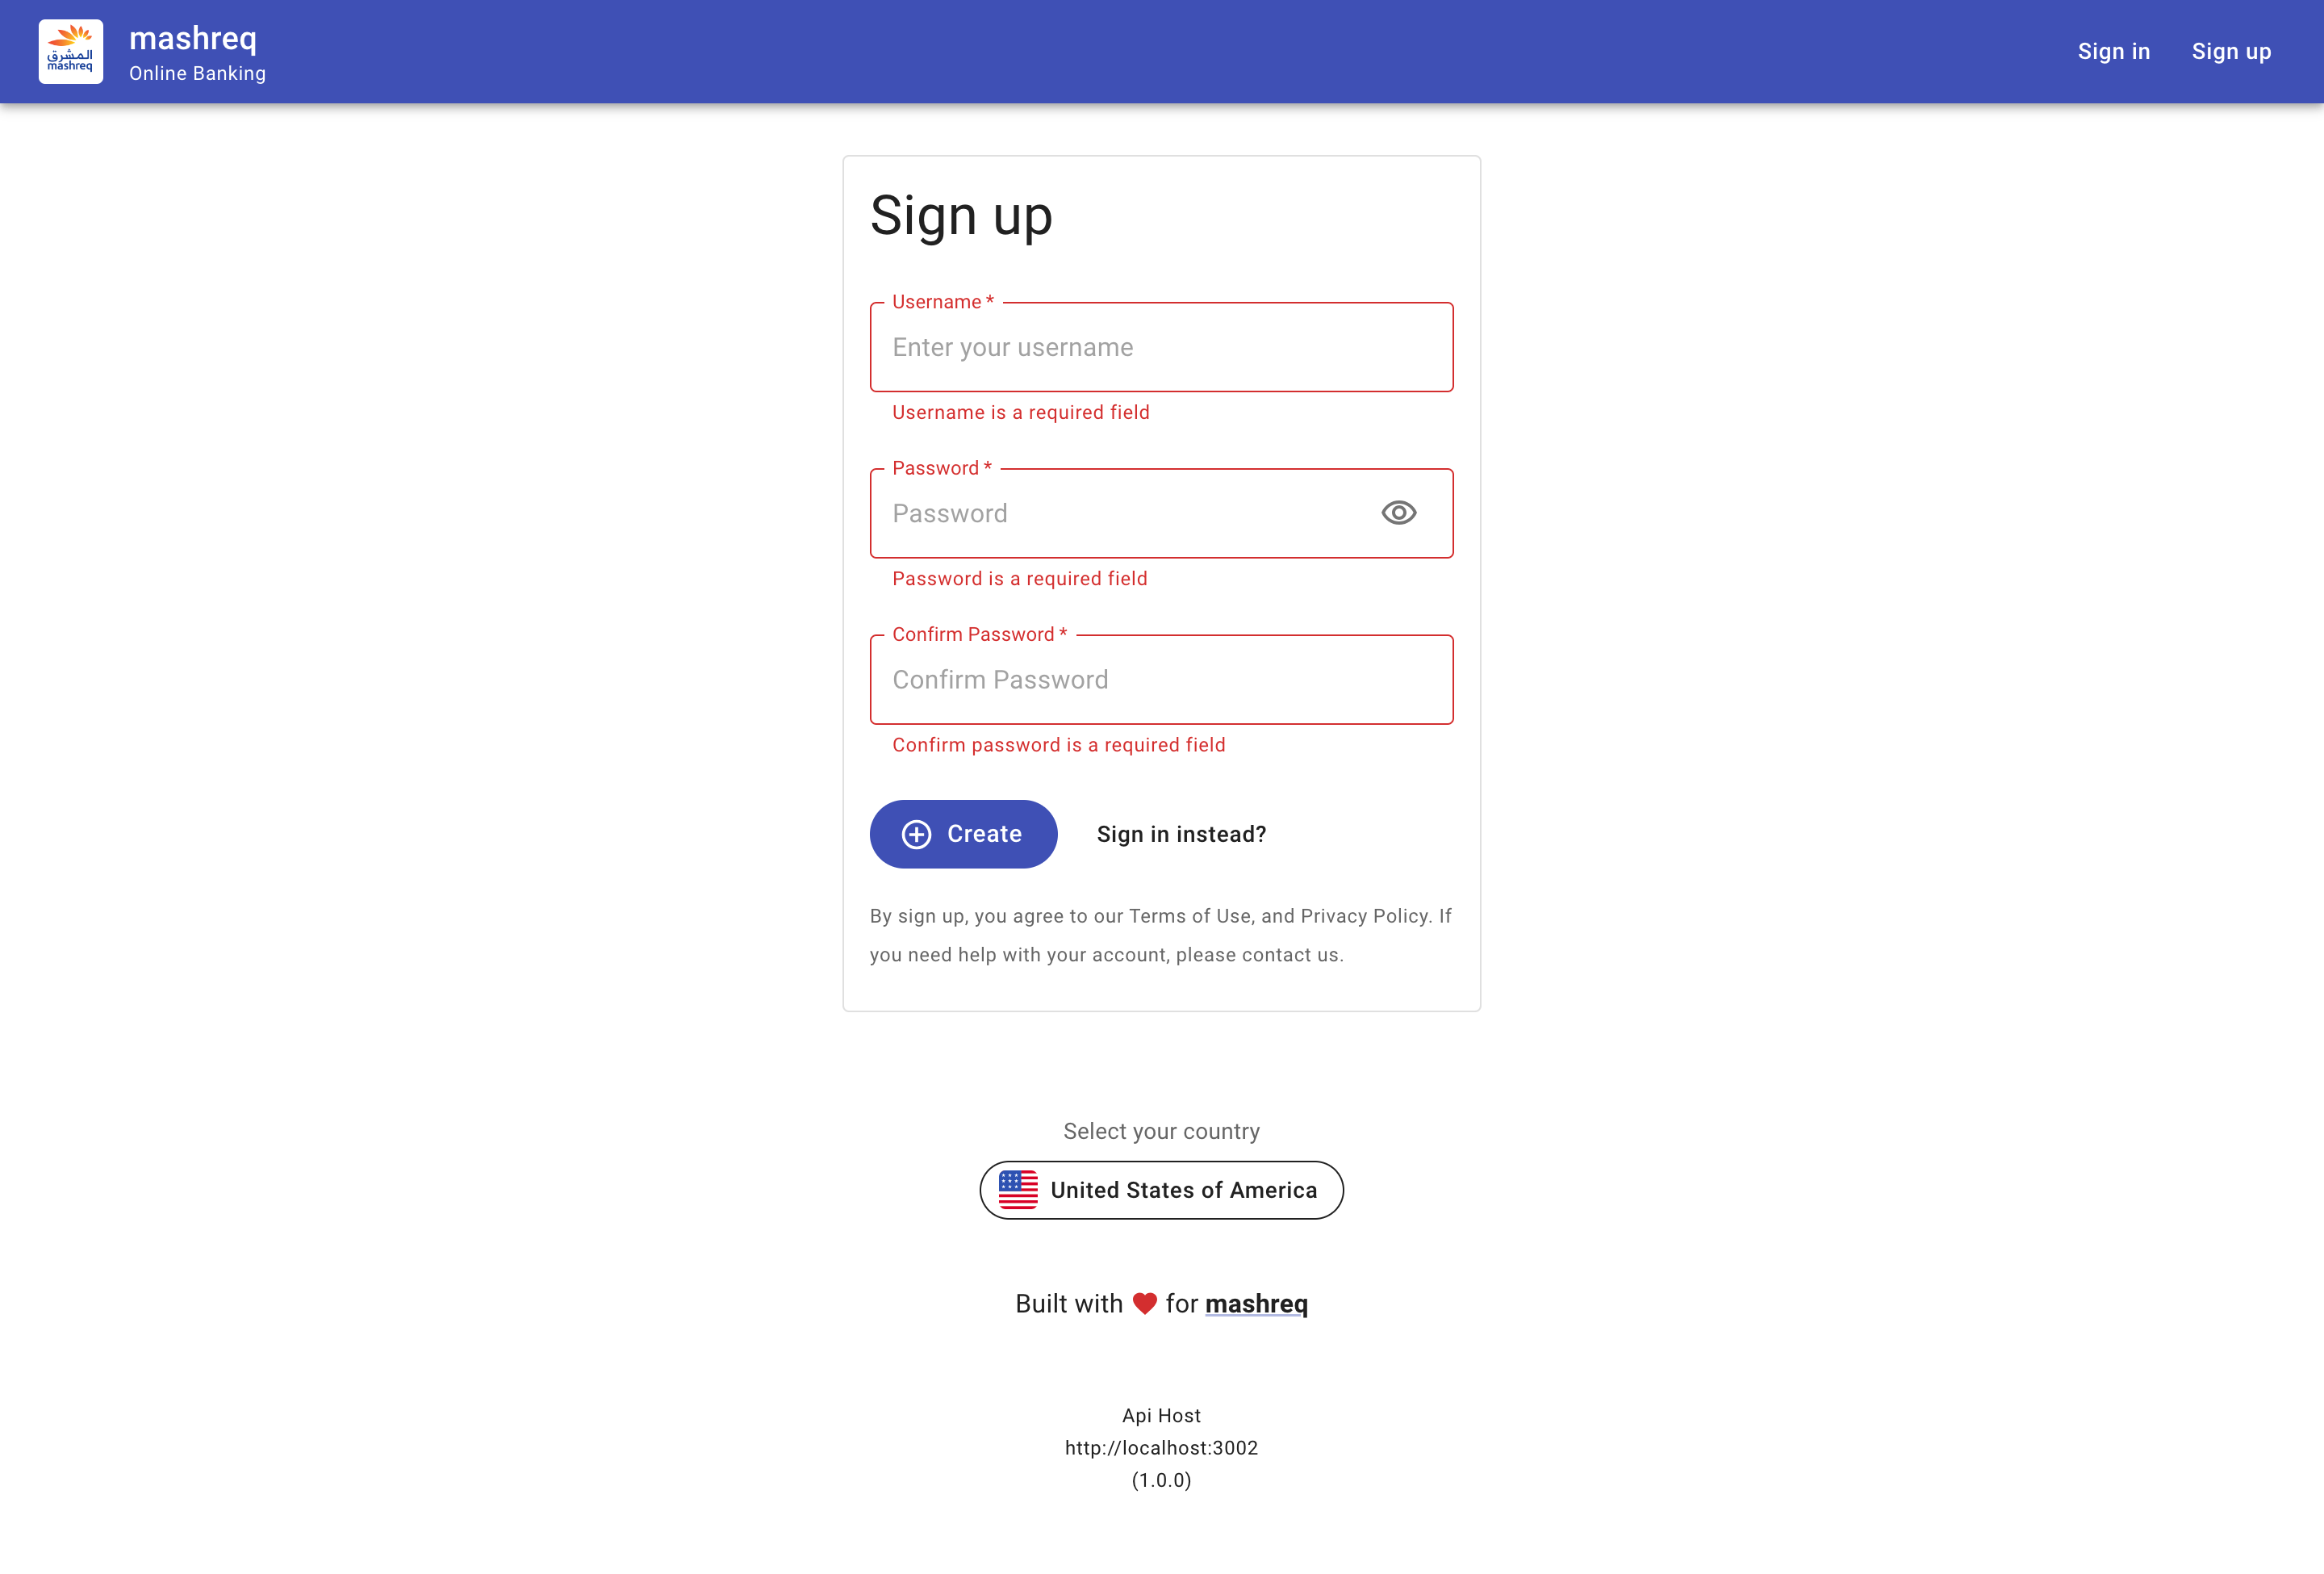 المشرق
mashreq
mashreq
Online Banking
Sign in
Sign up
Sign up
Username *
Enter your username
Username is a required field
Password *
Password
Password is a required field
Confirm Password *
Confirm Password
Confirm password is a required field
Create
Sign in instead?
By sign up, you agree to our Terms of Use, and Privacy Policy. If
you need help with your account, please contact us.
Select your country
United States of America
Built with ❤ for mashreq
Api Host
http://localhost:3002
(1.0.0)